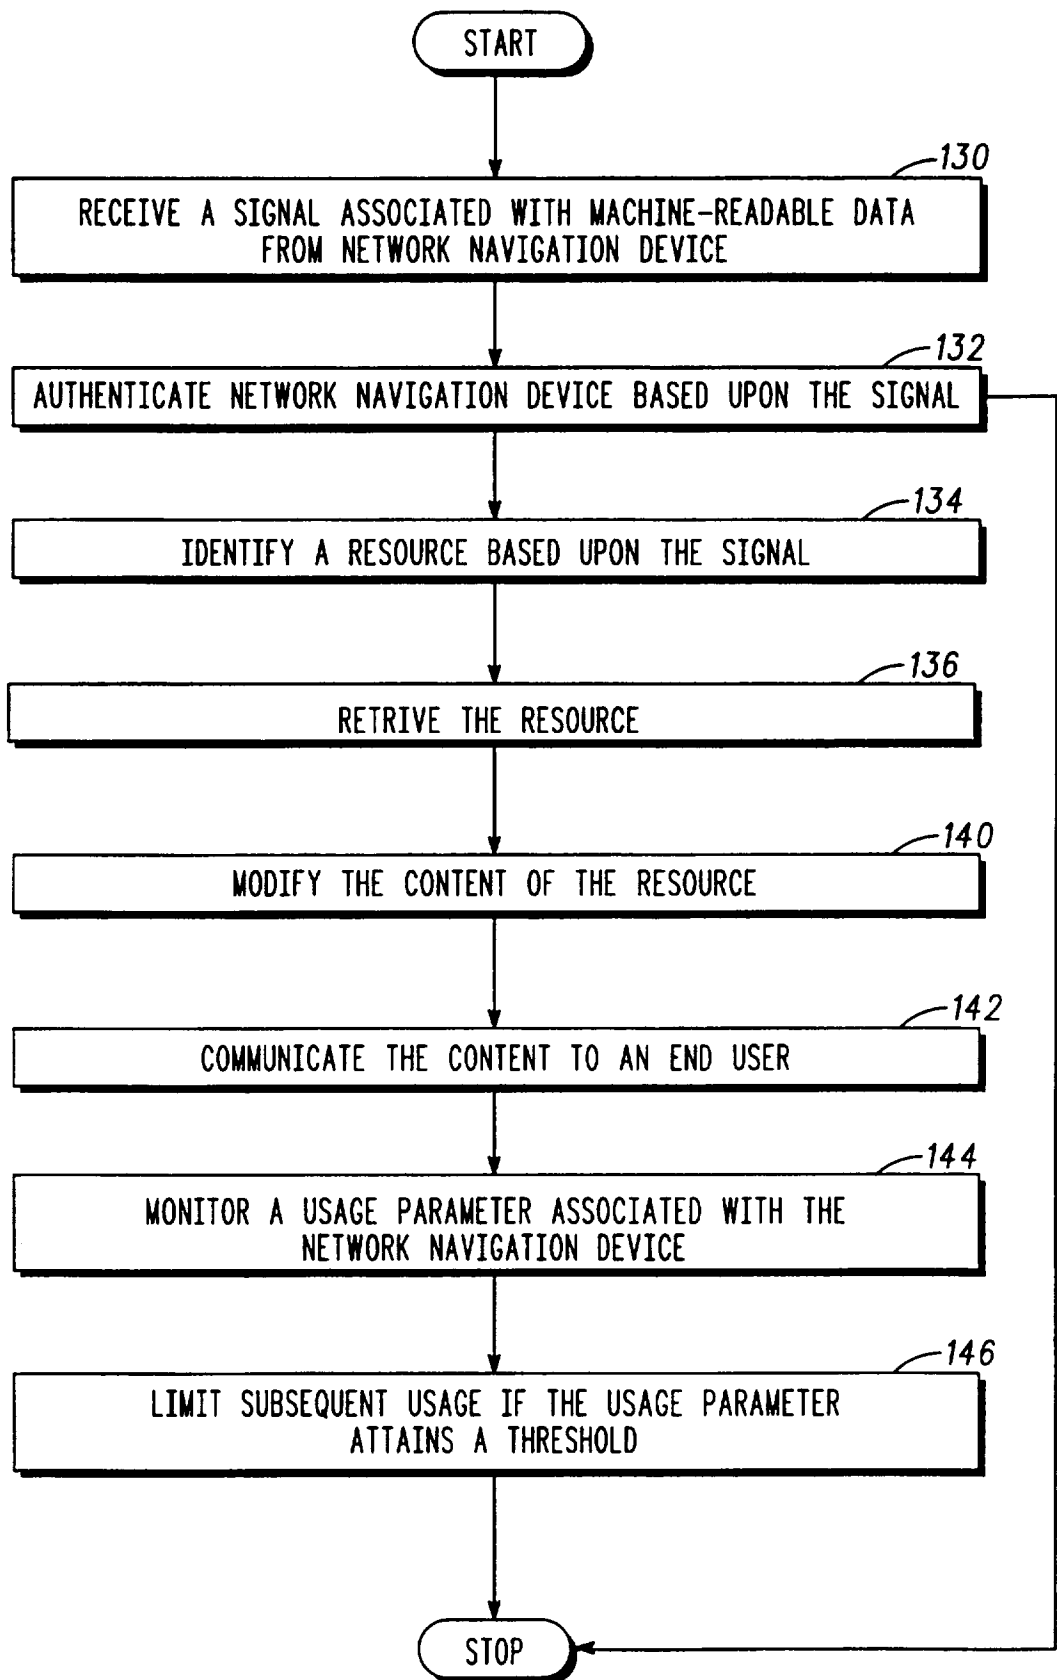 START
130
RECEIVE A SIGNAL ASSOCIATED WITH MACHINE-READABLE DATA
FROM NETWORK NAVIGATION DEVICE
132
AUTHENTICATE NETWORK NAVIGATION DEVICE BASED UPON THE SIGNAL
134
IDENTIFY A RESOURCE BASED UPON THE SIGNAL
136
RETRIVE THE RESOURCE
140
MODIFY THE CONTENT OF THE RESOURCE
142
COMMUNICATE THE CONTENT TO AN END USER
144
MONITOR A USAGE PARAMETER ASSOCIATED WITH THE
NETWORK NAVIGATION DEVICE
146
LIMIT SUBSEQUENT USAGE IF THE USAGE PARAMETER
ATTAINS A THRESHOLD
STOP